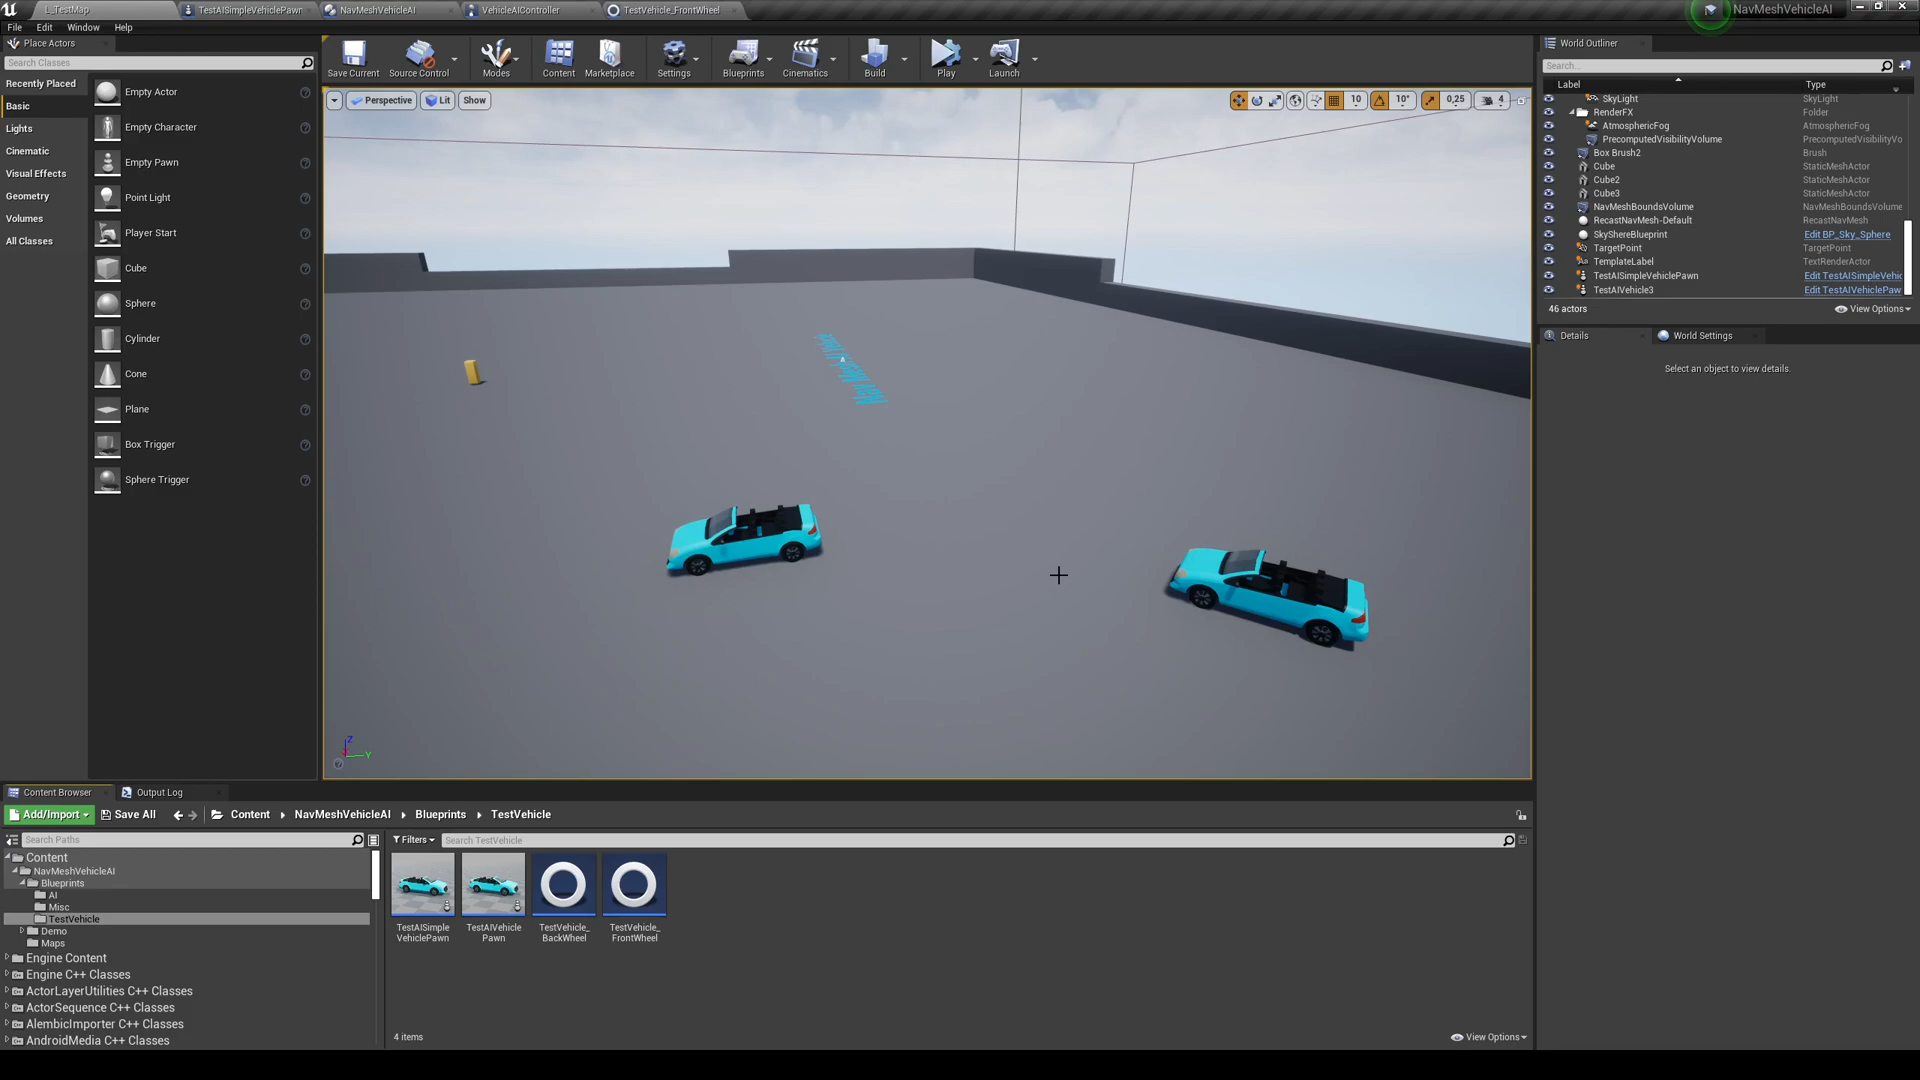 L_TestMap
TestAISimpleVehiclePawn
NavMeshVehicleAI
VehicleAIController
TestVehicle_FrontWheel
NavMeshVehicleAI
File Edit Window Help
Place Actors
Search Classes
Recently Placed
Basic
Lights
Cinematic
Visual Effects
Geometry
Volumes
All Classes
Empty Actor
Empty Character
Empty Pawn
Point Light
Player Start
Cube
Sphere
Cylinder
Cone
Plane
Box Trigger
Sphere Trigger
Save Current
Source Control
Modes
Content
Marketplace
Settings
Blueprints
Cinematics
Build
Play
Launch
Perspective
Lit
Show
10
10°
0,25
4
Z
Y
World Outliner
Search...
Label Type
SkyLight SkyLight
RenderFX Folder
AtmosphericFog AtmosphericFog
PrecomputedVisibilityVolume PrecomputedVisibilityVo
Box Brush2 Brush
Cube StaticMeshActor
Cube2 StaticMeshActor
Cube3 StaticMeshActor
NavMeshBoundsVolume NavMeshBoundsVolume
RecastNavMesh-Default RecastNavMesh
SkyShereBlueprint Edit BP_Sky_Sphere
TargetPoint TargetPoint
TemplateLabel TextRenderActor
TestAISimpleVehiclePawn Edit TestAISimpleVehic
TestAIVehicle3 Edit TestAIVehiclePaw
46 actors
View Options
Details
World Settings
Select an object to view details.
Content Browser
Output Log
Add/Import
Save All
Content
NavMeshVehicleAI
Blueprints
TestVehicle
Search Paths
Content
NavMeshVehicleAI
Blueprints
AI
Misc
TestVehicle
Demo
Maps
Engine Content
Engine C++ Classes
ActorLayerUtilities C++ Classes
ActorSequence C++ Classes
AlembicImporter C++ Classes
AndroidMedia C++ Classes
Filters
Search TestVehicle
TestAISimple
VehiclePawn
TestAIVehicle
Pawn
TestVehicle_
BackWheel
TestVehicle_
FrontWheel
4 items
View Options